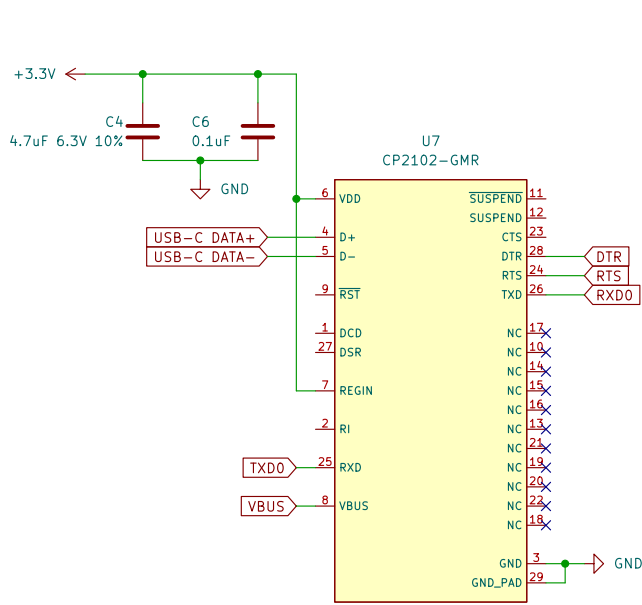 +3.3V
C4
4.7uF 6.3V 10%
C6
0.1uF
GND
U7
CP2102-GMR
6 VDD
4 D+
5 D-
9 RST
1 DCD
27 DSR
7 REGIN
2 RI
25 RXD
8 VBUS
USB-C DATA+
USB-C DATA-
TXD0
VBUS
SUSPEND 11
SUSPEND 12
CTS 23
DTR 28
RTS 24
TXD 26
NC 17
NC 10
NC 14
NC 15
NC 16
NC 13
NC 21
NC 19
NC 20
NC 22
NC 18
GND 3
GND_PAD 29
DTR
RTS
RXD0
GND